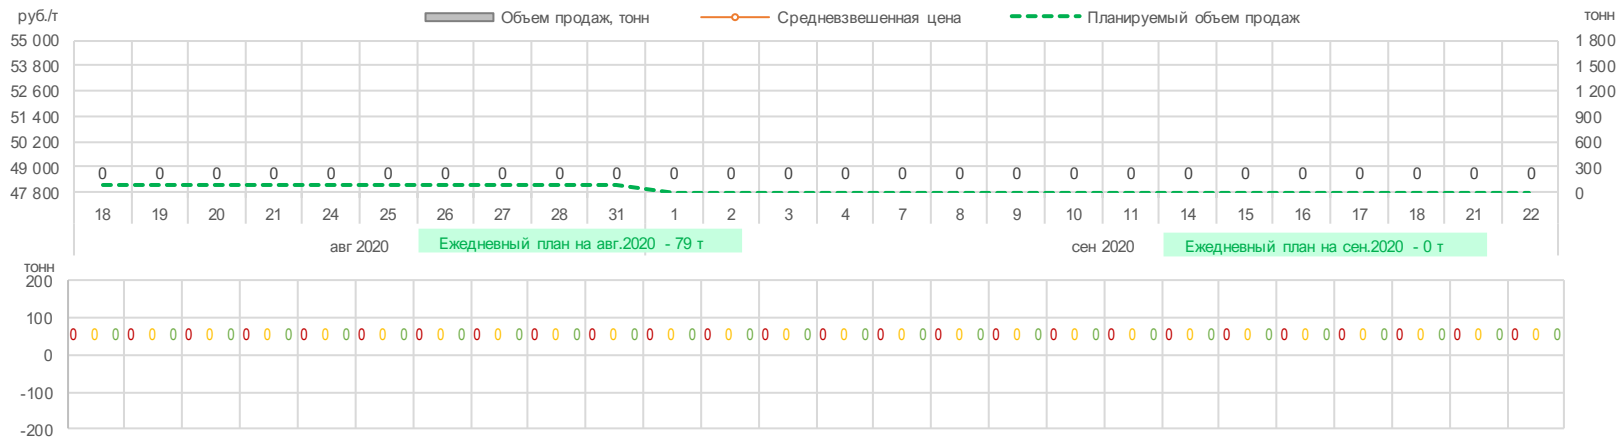 руб./т Объем продаж, тонн Средневзвешенная цена Планируемый объем продаж тонн
55 000 1 800
53 800 1 500
52 600 1 200
51 400 900
50 200 600
49 000 300
0 0 0 0 0 0 0 0 0 0 0 0 0 0 0 0 0 0 0 0 0 0 0 0 0 0
47 800 0
18 19 20 21 24 25 26 27 28 31 1 2 3 4 7 8 9 10 11 14 15 16 17 18 21 22
авг 2020 Ежедневный план на авг.2020 - 79 т сен 2020 Ежедневный план на сен.2020 - 0 т
тонн
200
100
0 0 0 0 0 0 0 0 0 0 0 0 0 0 0 0 0 0 0 0 0 0 0 0 0 0 0 0 0 0 0 0 0 0 0 0 0 0 0 0 0 0 0 0 0 0 0 0 0 0 0 0 0 0 0 0 0 0 0 0 0 0 0 0 0 0 0 0 0 0 0 0 0 0 0 0 0 0
0
-100
-200